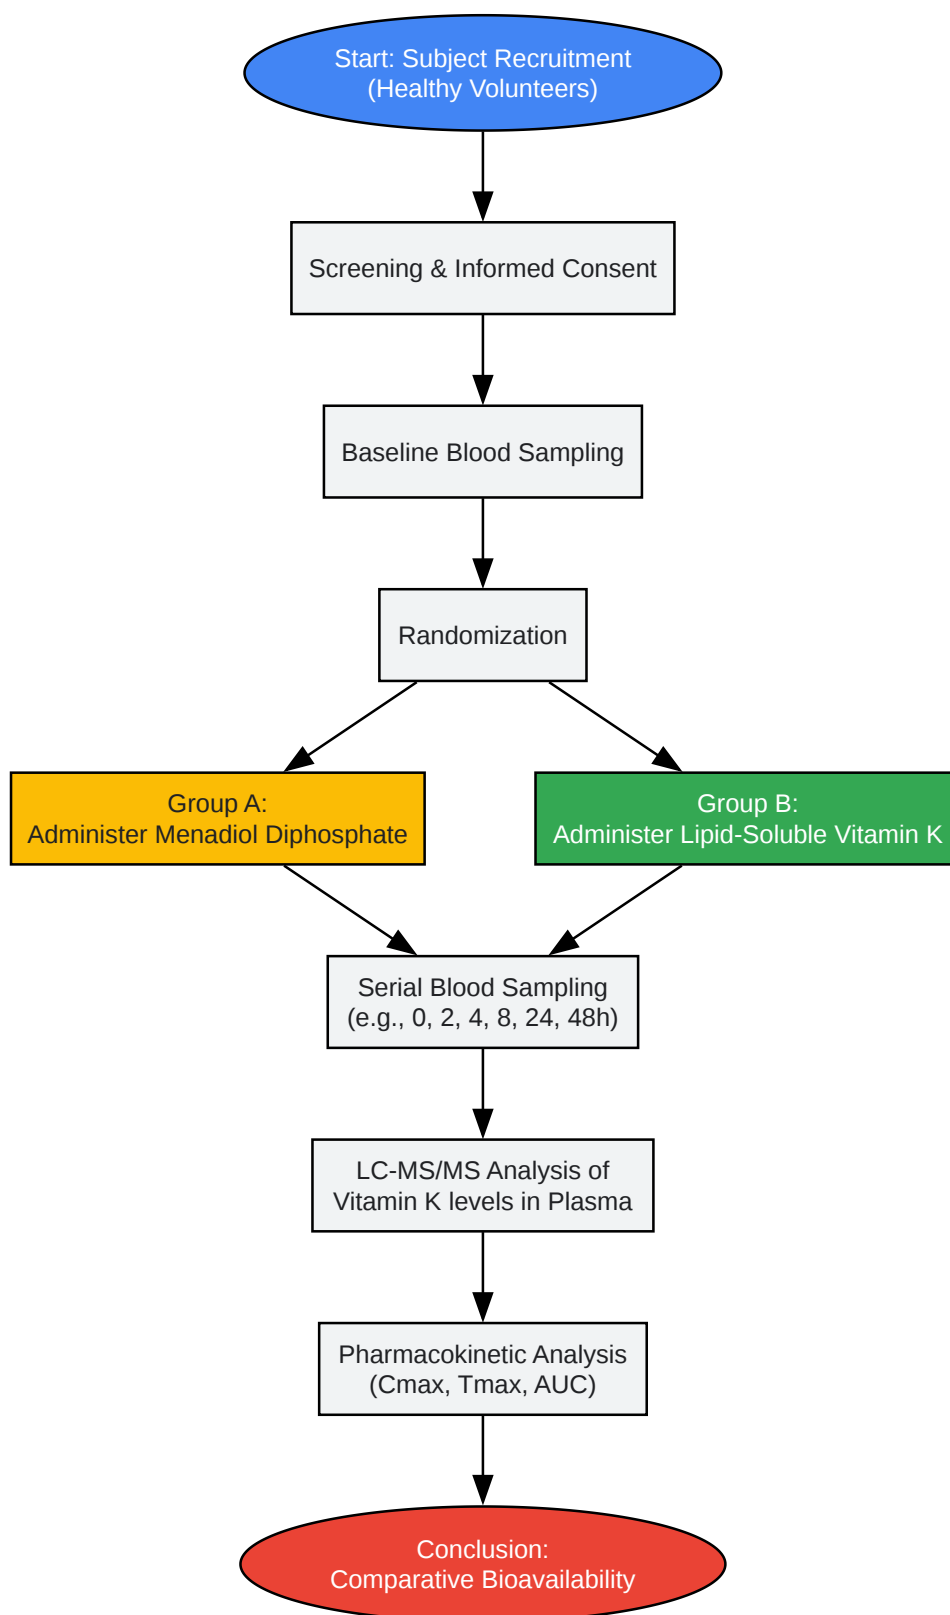 Start: Subject Recruitment
(Healthy Volunteers)
Screening & Informed Consent
Baseline Blood Sampling
Randomization
Group A:
Administer Menadiol Diphosphate
Group B:
Administer Lipid-Soluble Vitamin K
Serial Blood Sampling
(e.g., 0, 2, 4, 8, 24, 48h)
LC-MS/MS Analysis of
Vitamin K levels in Plasma
Pharmacokinetic Analysis
(Cmax, Tmax, AUC)
Conclusion:
Comparative Bioavailability